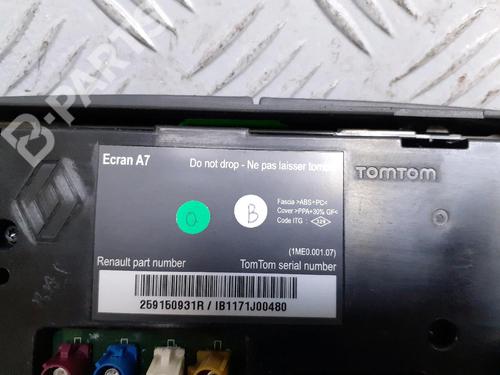 B-PARTS
Ecran A7
Do not drop - Ne pas laisser tomber
TOMTOM
Fascia >ABS+PC<
Cover >PPA+30% GF<
Code ITG :
Q
B
(1ME0.001.07)
Renault part number
TomTom serial number
259150931R / IB1171J00480